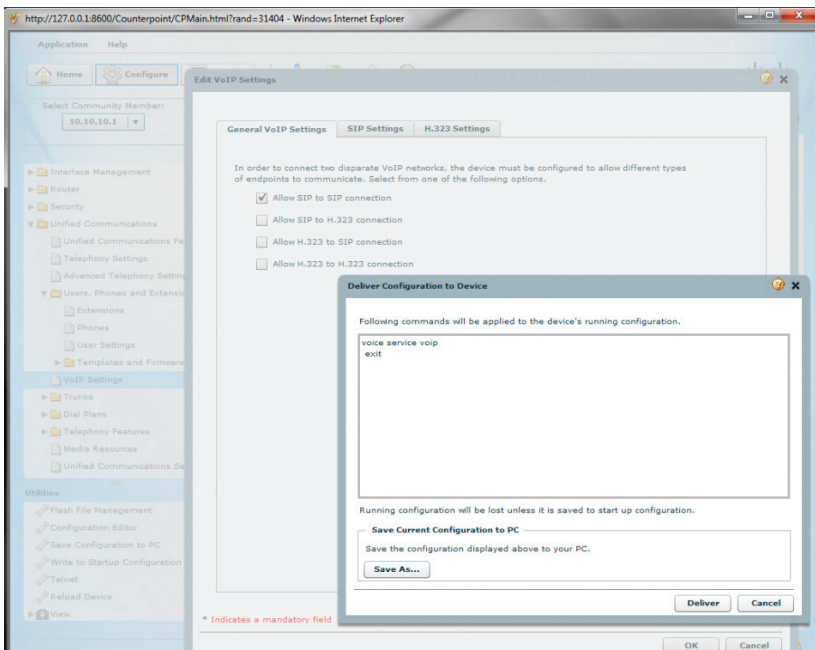 http://127.0.0.1:8600/Counterpoint/CPMain.html?rand=31404 - Windows Internet Explorer
Application Help
Home Configure
Edit VoIP Settings
Select Community Member:
10.10.10.1
General VoIP Settings SIP Settings H.323 Settings
In order to connect two disparate VoIP networks, the device must be configured to allow different types
of endpoints to communicate. Select from one of the following options.
Allow SIP to SIP connection
Allow SIP to H.323 connection
Allow H.323 to SIP connection
Allow H.323 to H.323 connection
Interface Management
Router
Security
Unified Communications
Unified Communications Fe
Telephony Settings
Advanced Telephony Setting
Users, Phones and Extensio
Extensions
Phones
User Settings
Templates and Firmware
VoIP Settings
Trunks
Dial Plans
Telephony Features
Media Resources
Unified Communications Se
Utilities
Flash File Management
Configuration Editor
Save Configuration to PC
Write to Startup Configuration
Telnet
Reload Device
View
Deliver Configuration to Device
Following commands will be applied to the device's running configuration.
voice service voip
exit
Running configuration will be lost unless it is saved to start up configuration.
Save Current Configuration to PC
Save the configuration displayed above to your PC.
Save As...
Deliver Cancel
* Indicates a mandatory field
OK Cancel